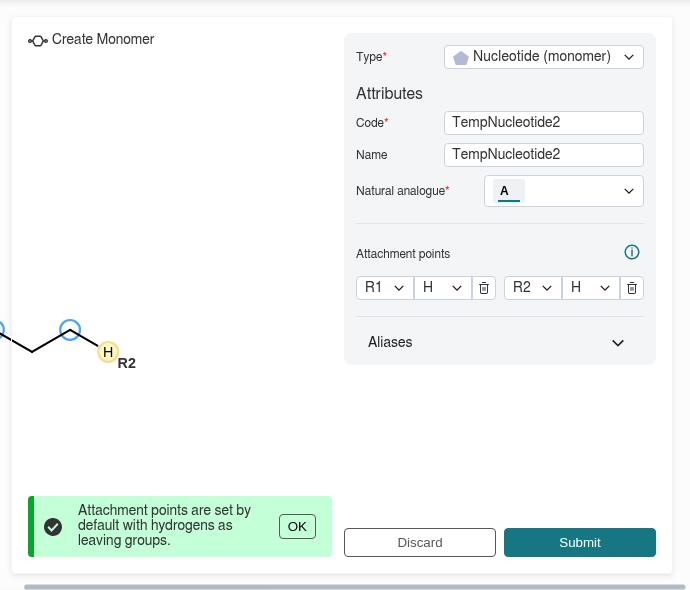 Create Monomer
Type*
Nucleotide (monomer)
Attributes
Code*
TempNucleotide2
Name
TempNucleotide2
Natural analogue*
A
Attachment points
R1 H R2 H
Aliases
H
R2
Attachment points are set by
default with hydrogens as
leaving groups.
OK
Discard
Submit